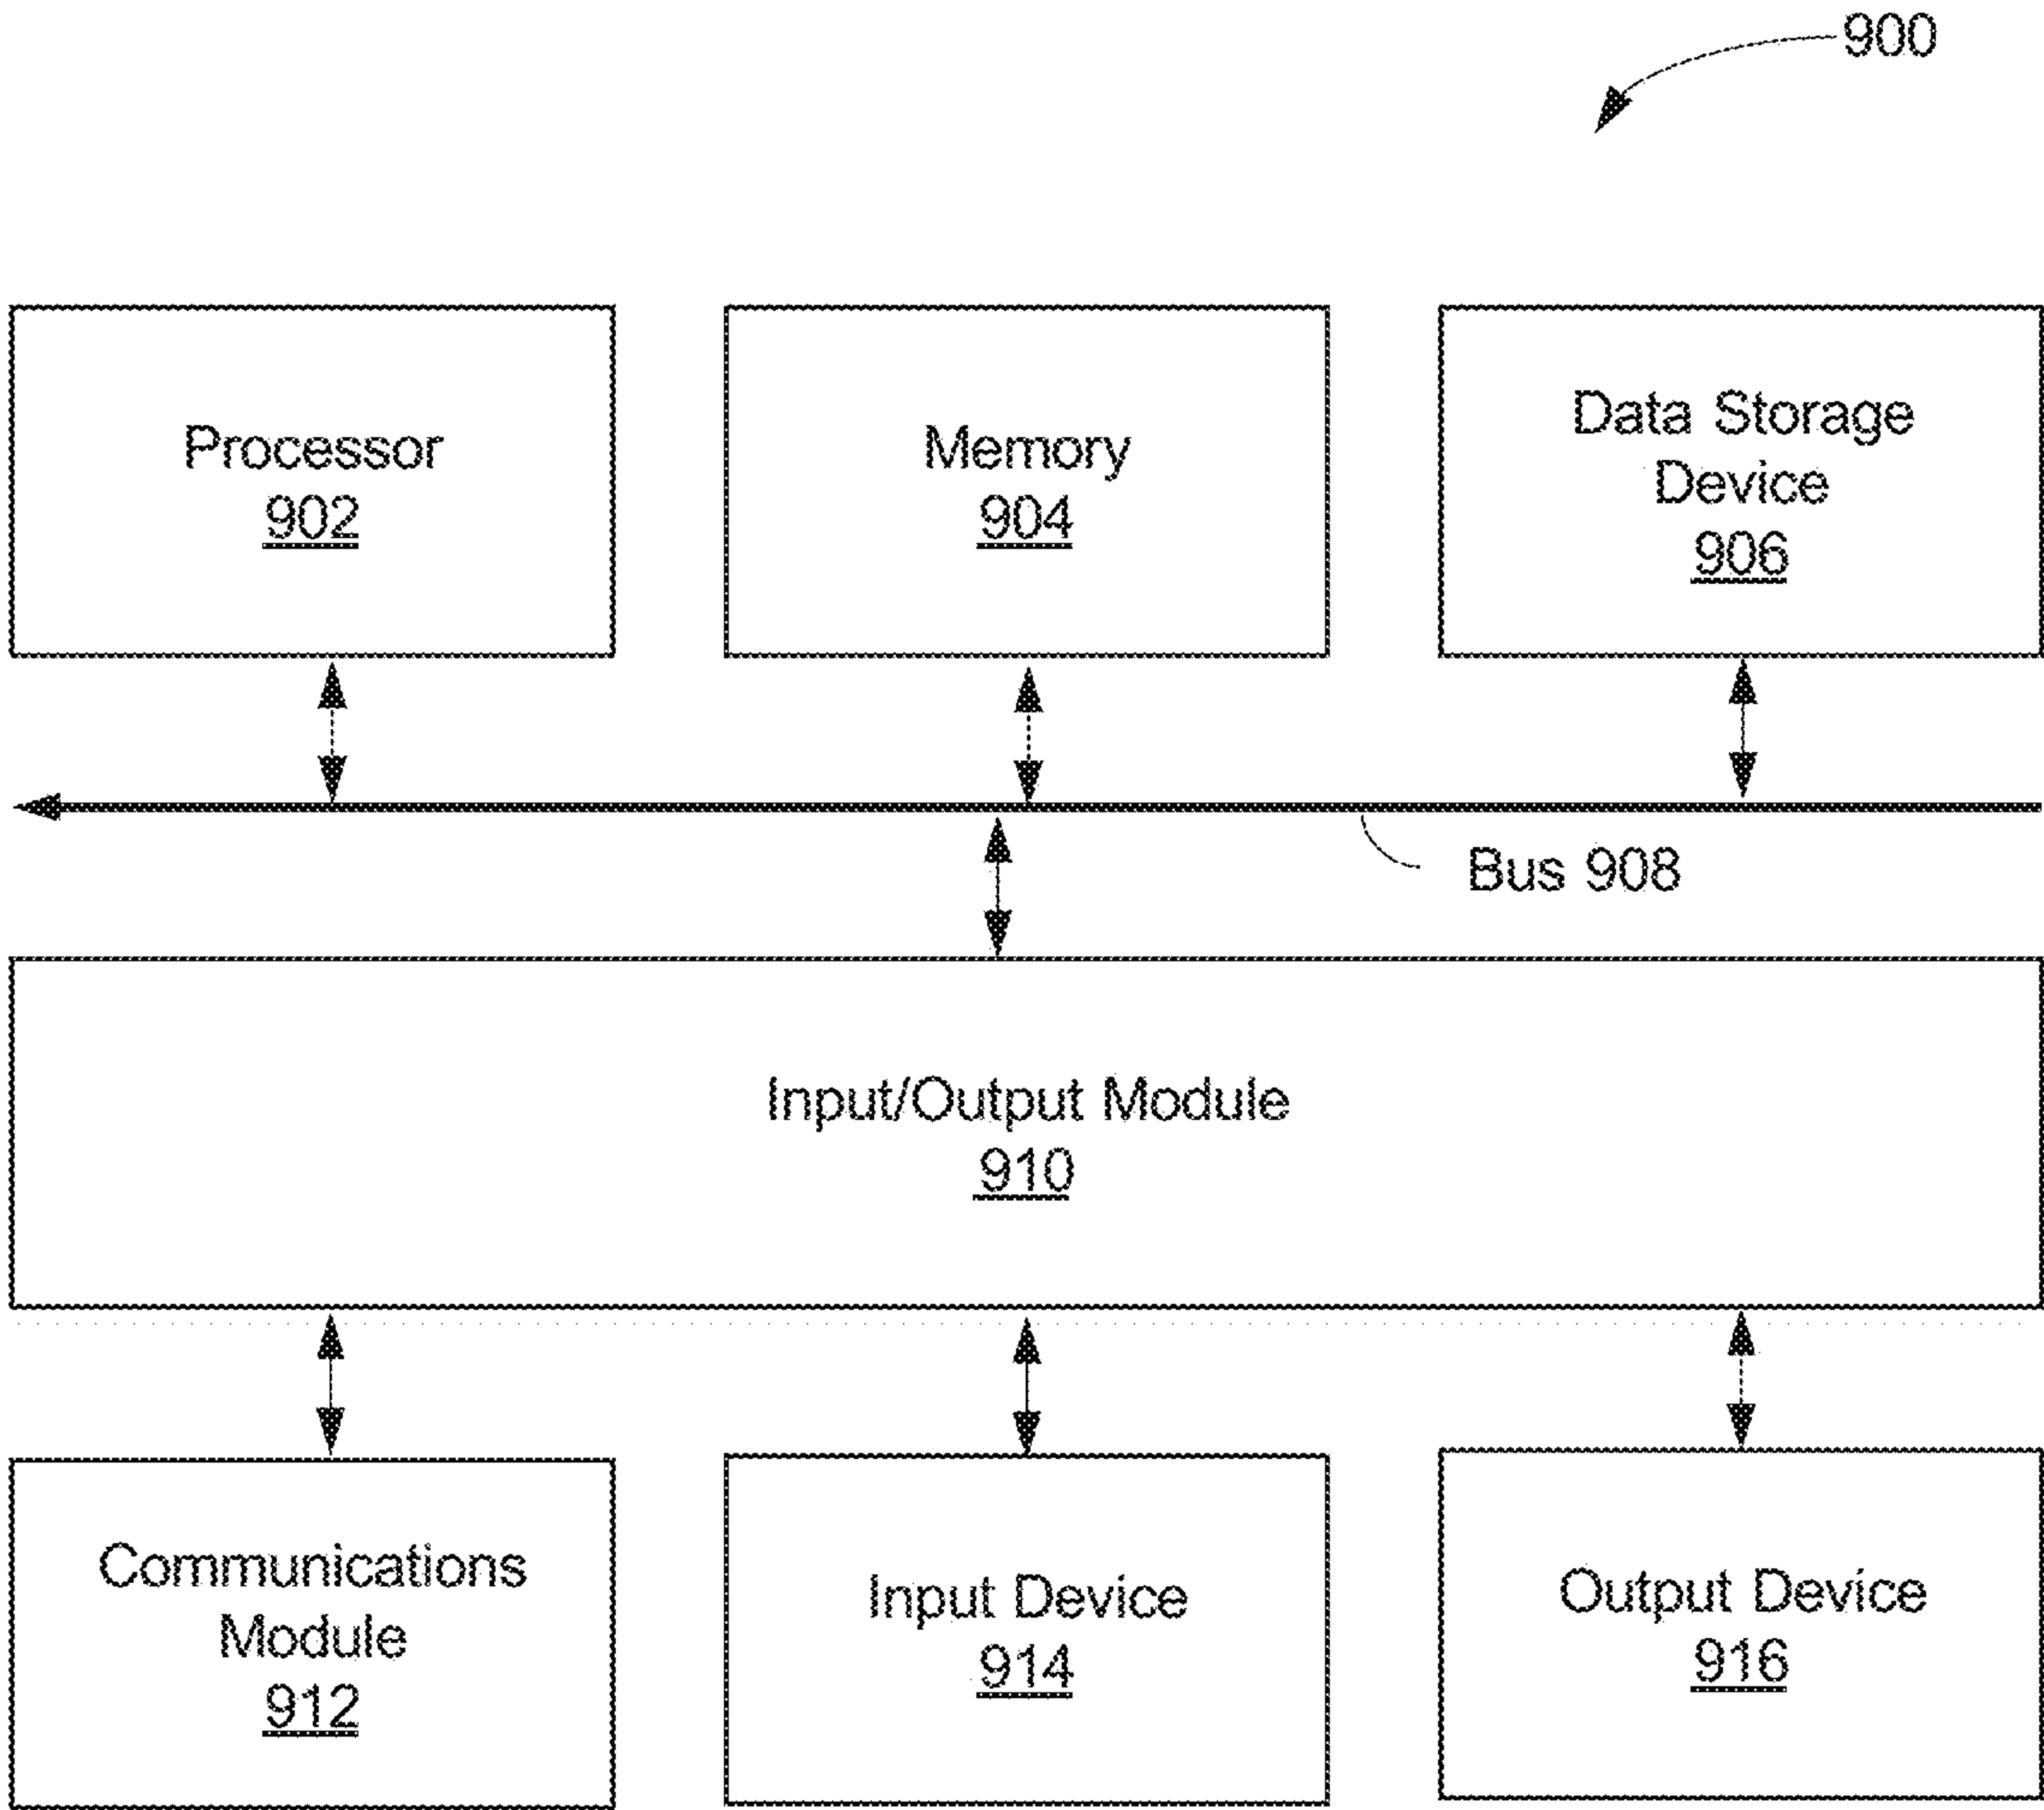 900
Processor
902
Memory
904
Data Storage
Device
906
Bus 908
Input/Output Module
910
Communications
Module
912
Input Device
914
Output Device
916